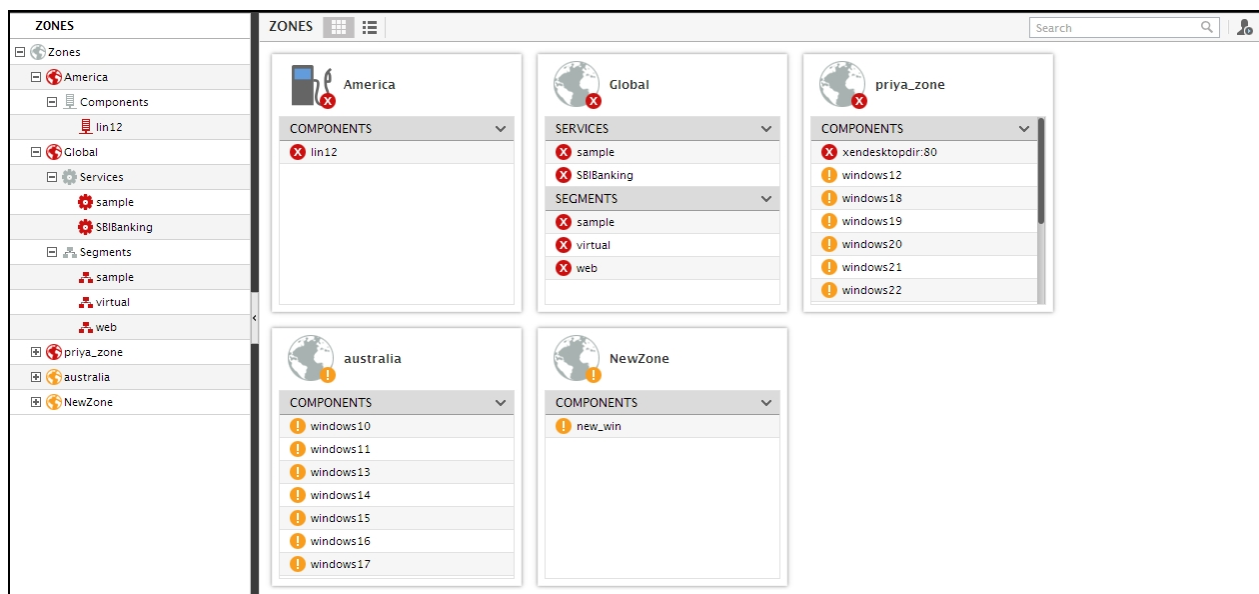 ZONES
Zones
America
Components
lin12
Global
Services
sample
SBIBanking
Segments
sample
virtual
web
priya_zone
australia
NewZone
ZONES
Search
America
COMPONENTS
lin12
Global
SERVICES
sample
SBIBanking
SEGMENTS
sample
virtual
web
priya_zone
COMPONENTS
xendesktopdir:80
windows12
windows18
windows19
windows20
windows21
windows22
australia
COMPONENTS
windows10
windows11
windows13
windows14
windows15
windows16
windows17
NewZone
COMPONENTS
new_win